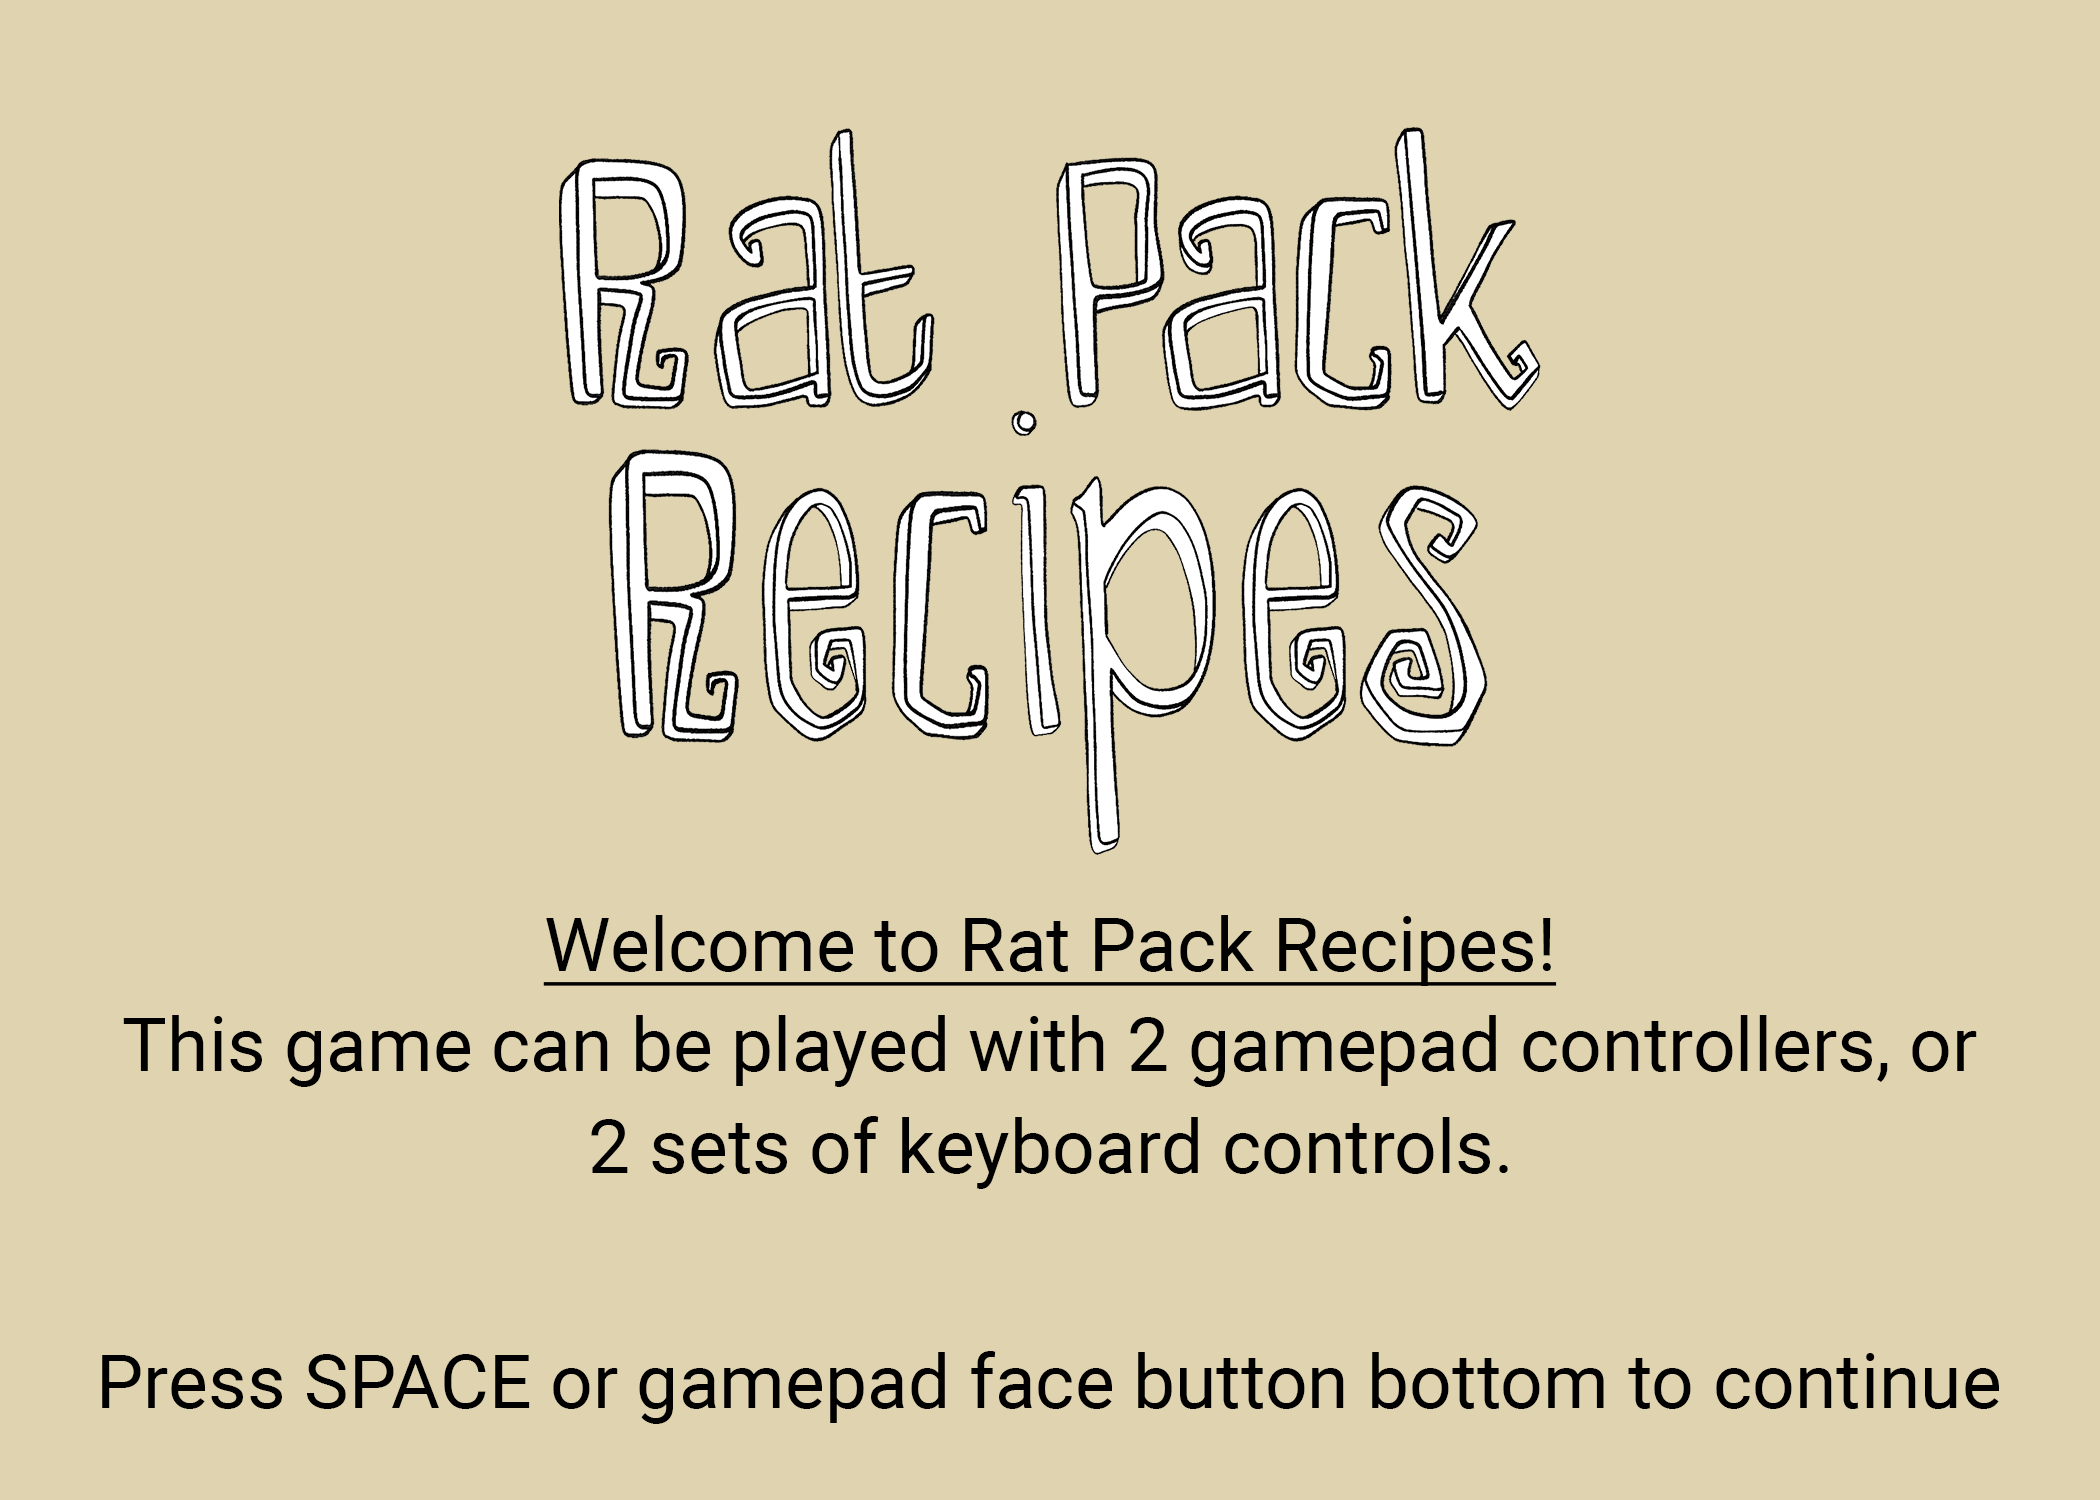 Rat Pack
Recipes
Welcome to Rat Pack Recipes!
This game can be played with 2 gamepad controllers, or
2 sets of keyboard controls.
Press SPACE or gamepad face button bottom to continue